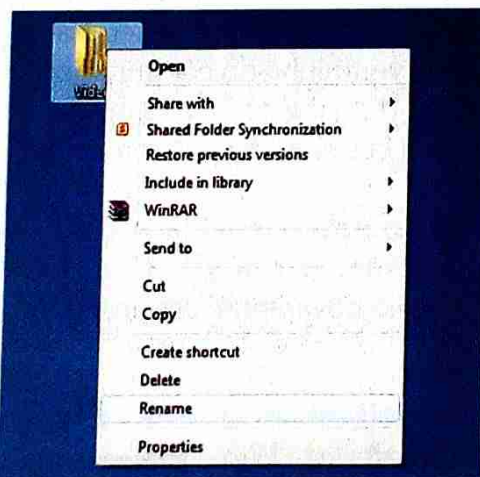 Open
Share with
Shared Folder Synchronization
Restore previous versions
Include in library
WinRAR
Send to
Cut
Copy
Create shortcut
Delete
Rename
Properties